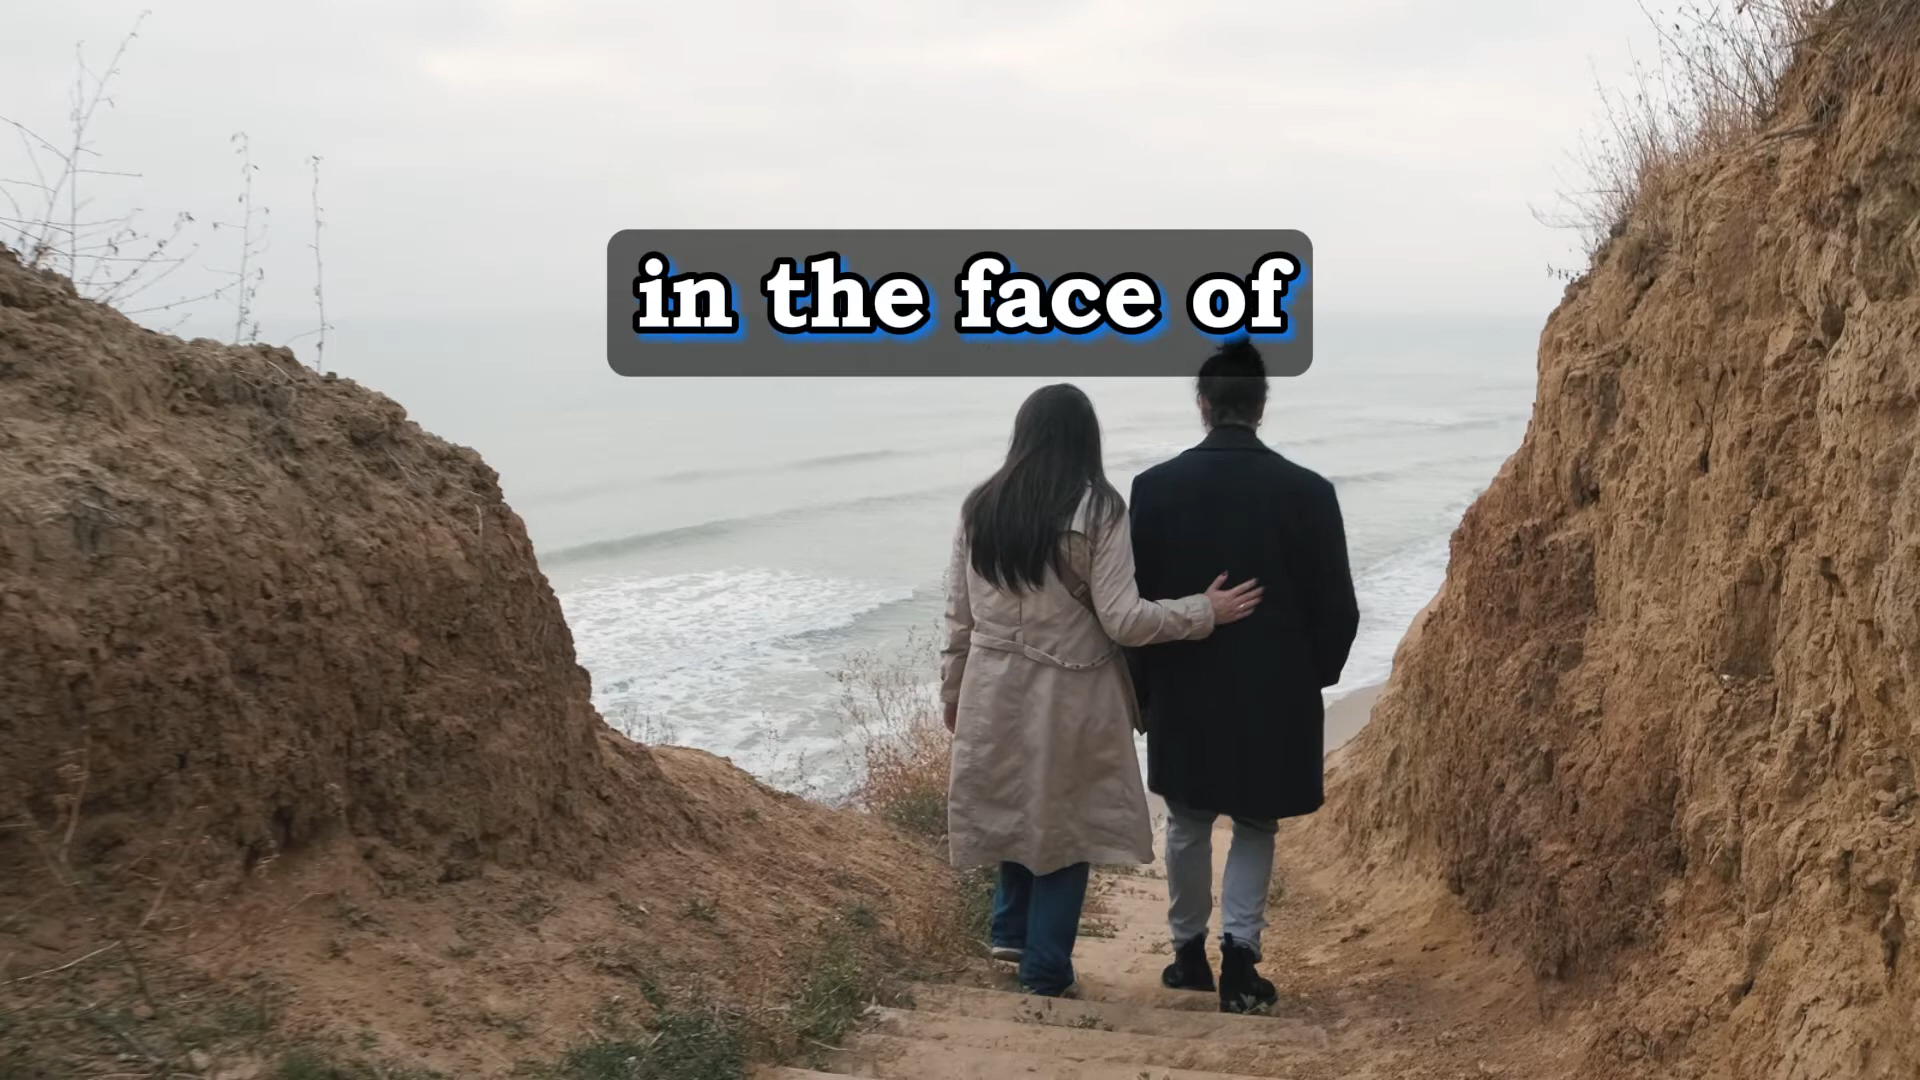 in the face of